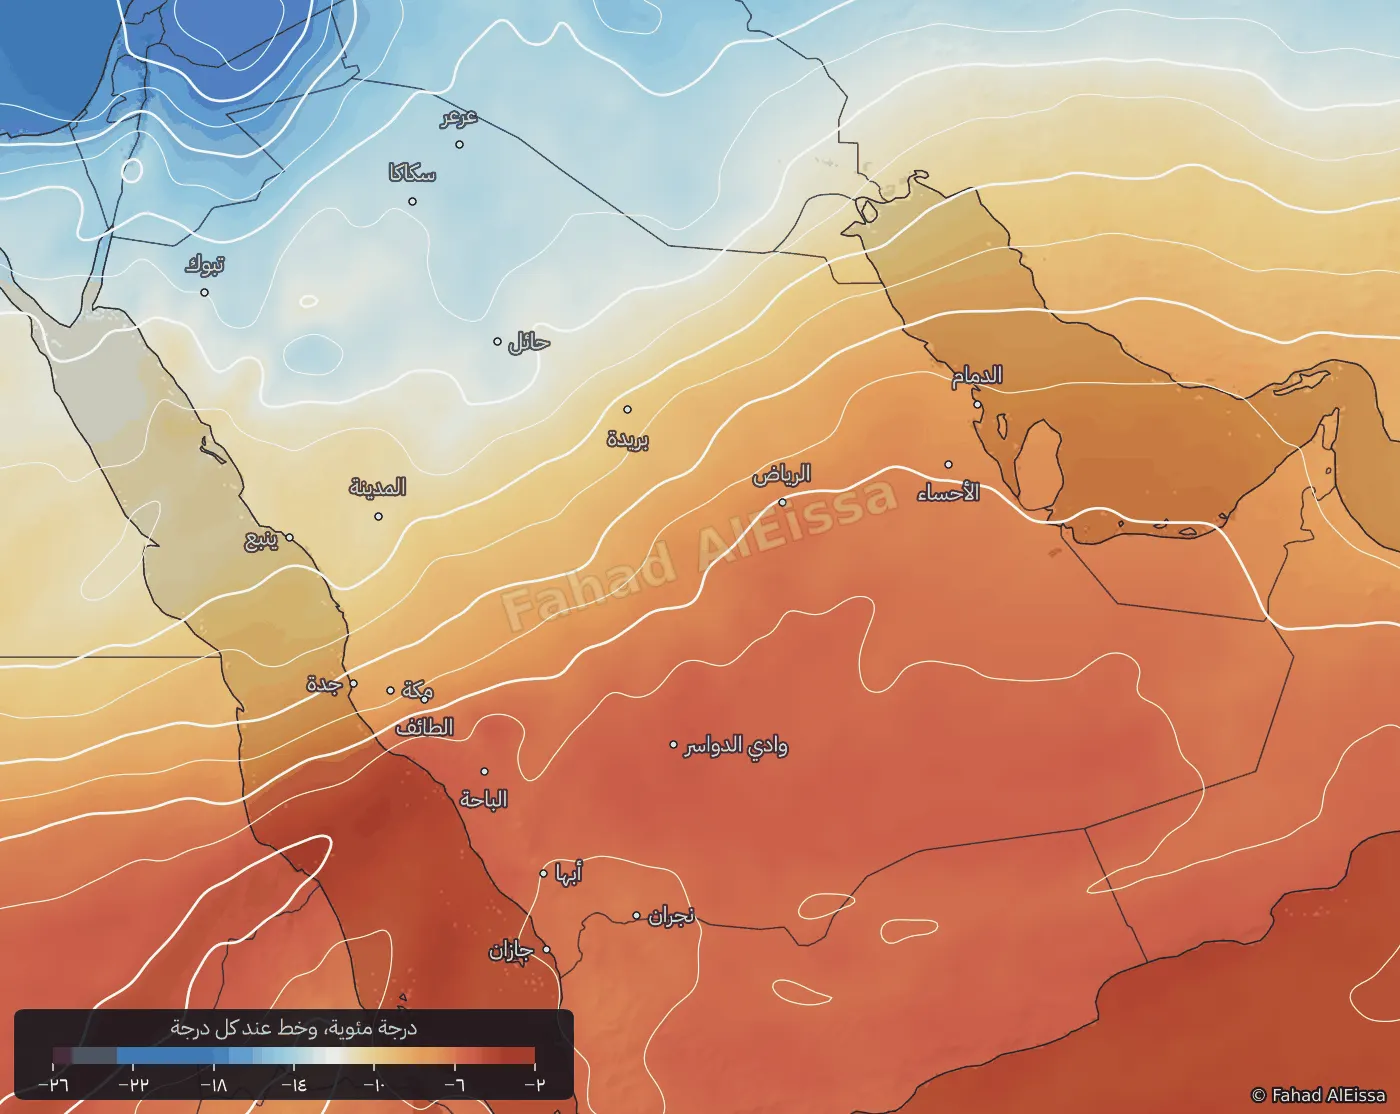 عرعر
سكاكا
تبوك
حائل
الدمام
بريدة
الرياض
الأحساء
المدينة
ينبع
Fahad AlEissa
جدة
مكة
الطائف
وادي الدواسر
الباحة
أبها
نجران
جازان
درجة مئوية، وخط عند كل درجة
−٢٦ −٢٢ −١٨ −١٤ −١٠ −٦ −٢
© Fahad AlEissa